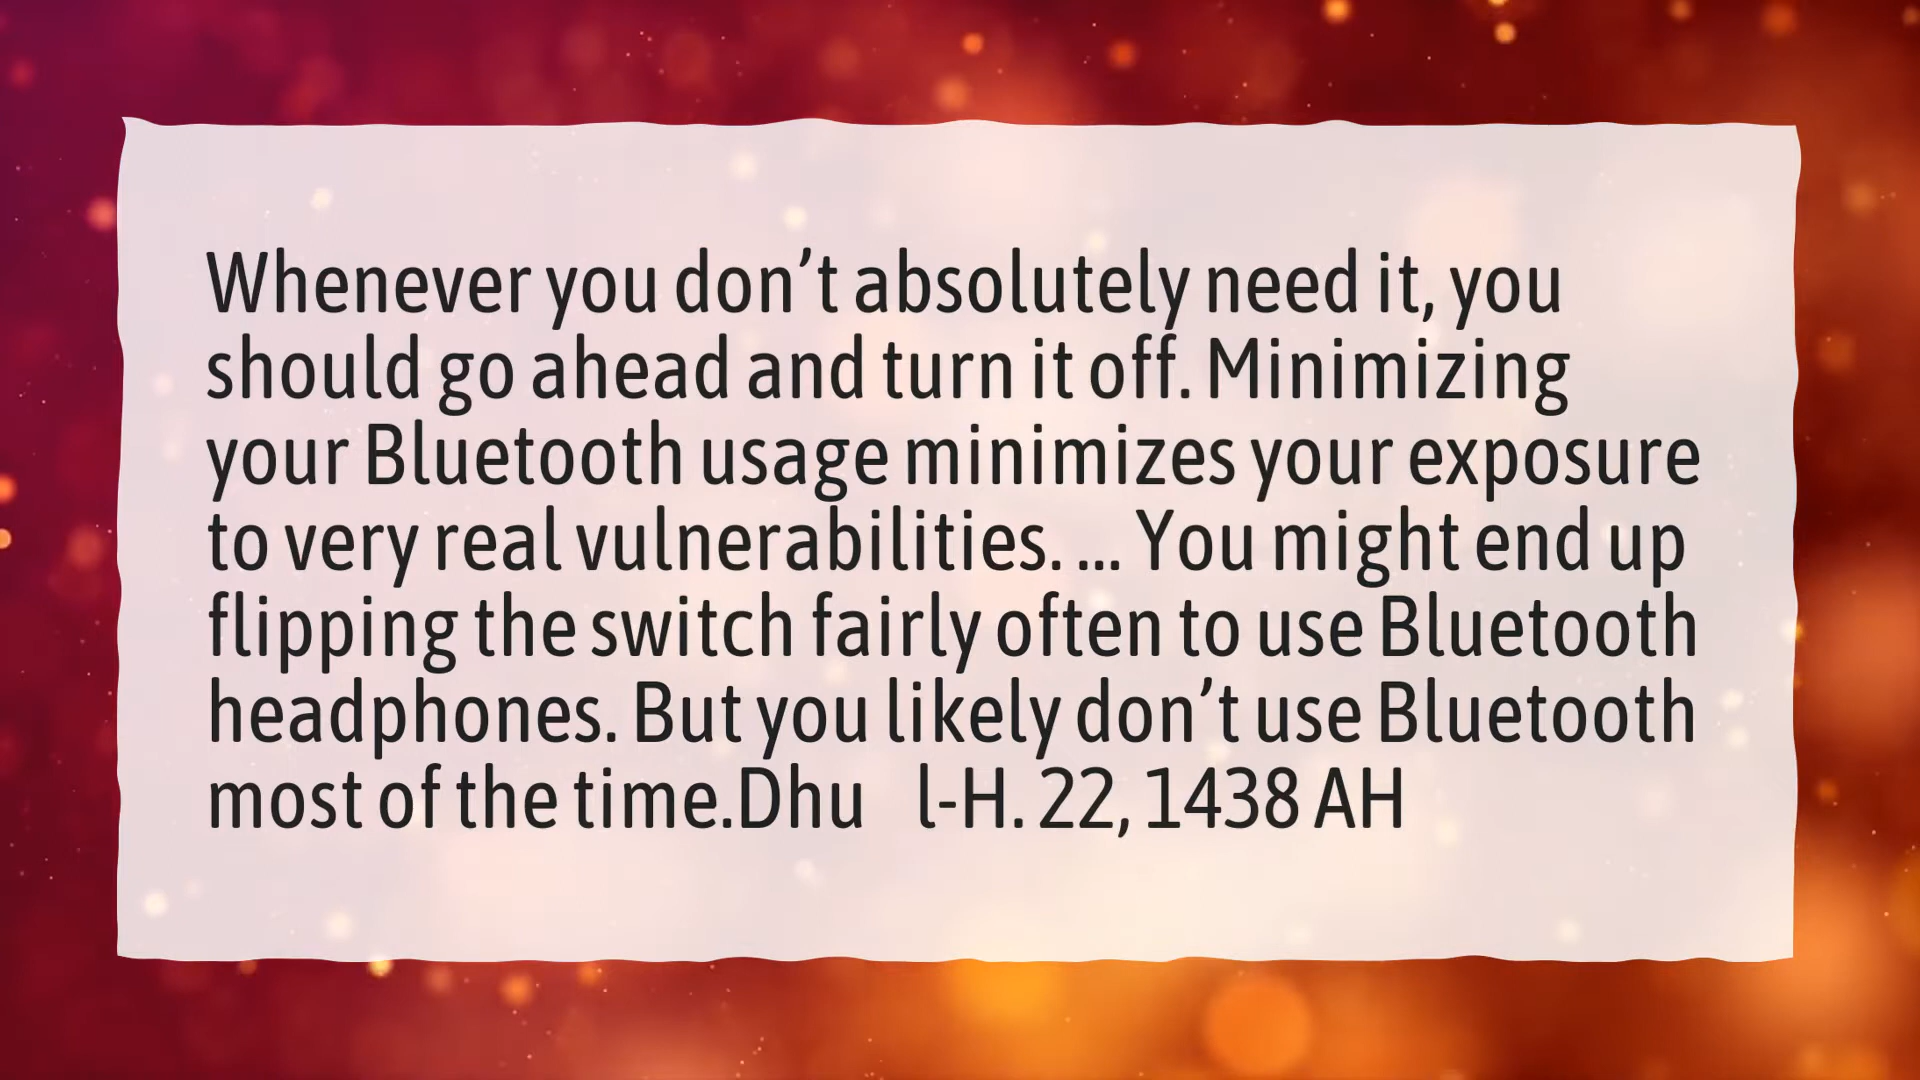 Whenever you don’t absolutely need it, you
should go ahead and turn it off. Minimizing
your Bluetooth usage minimizes your exposure
to very real vulnerabilities. ... You might end up
flipping the switch fairly often to use Bluetooth
headphones. But you likely don’t use Bluetooth
most of the time.Dhu l-H. 22, 1438 AH